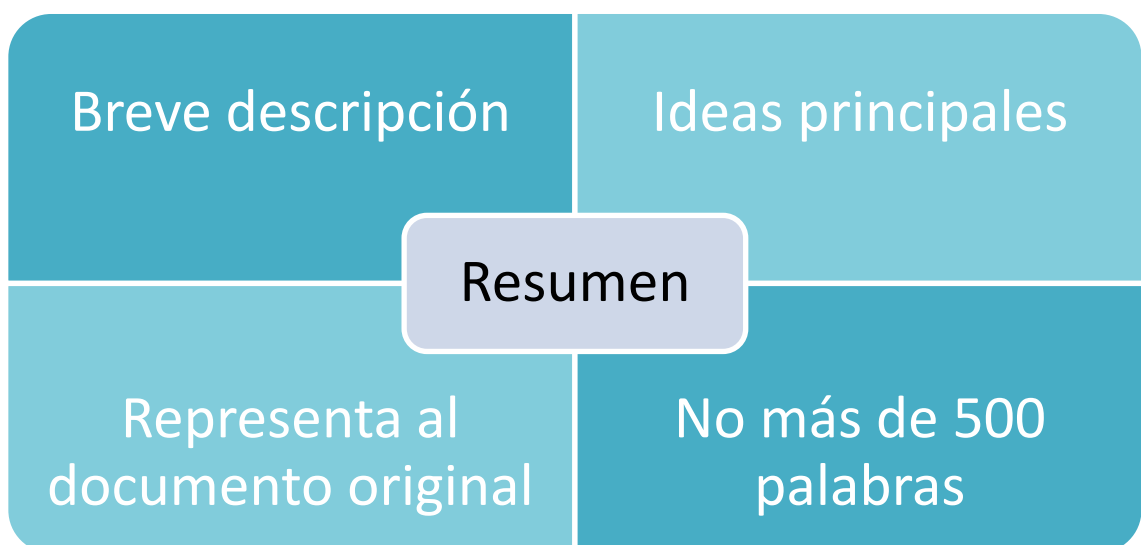 Breve descripción
Ideas principales
Resumen
Representa al
documento original
No más de 500
palabras